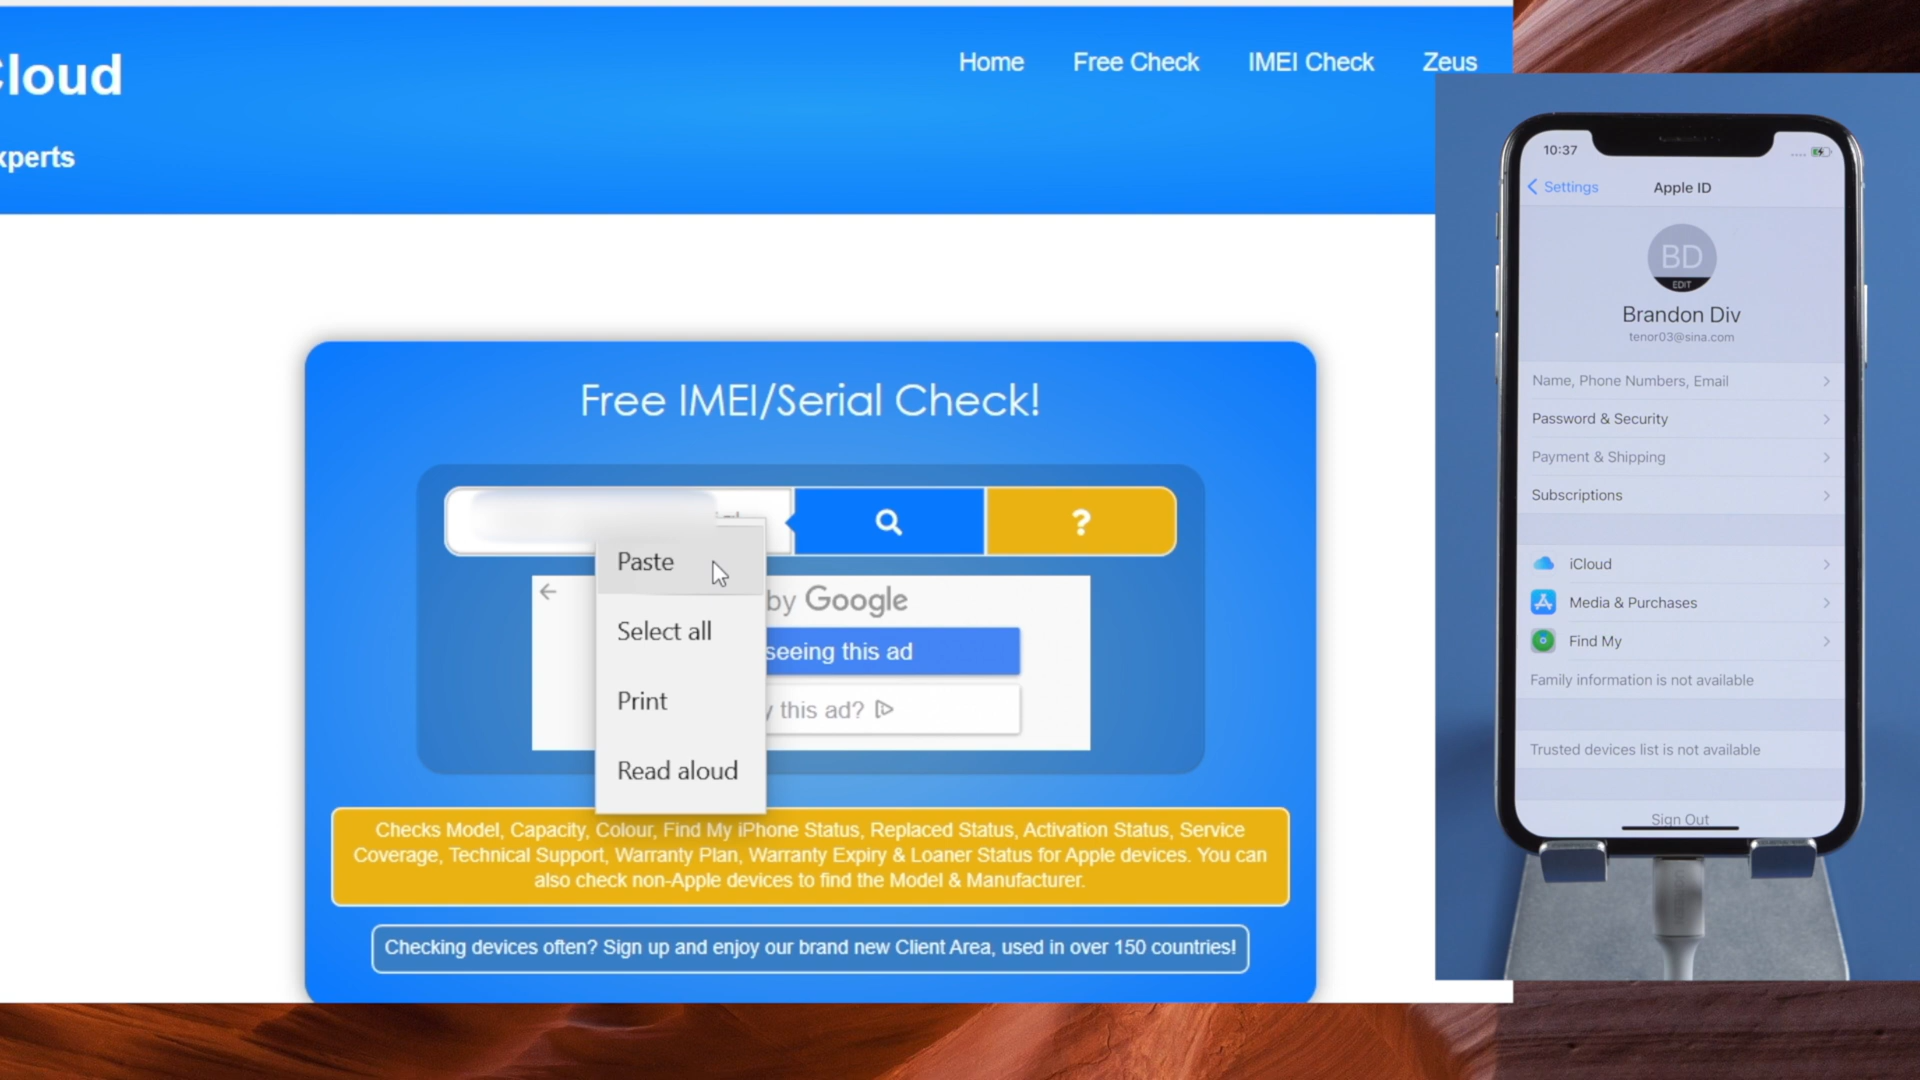 Cloud
xperts
Home Free Check IMEI Check Zeus
Free IMEI/Serial Check!
?
Paste
Select all
Print
Read aloud
by Google
seeing this ad
this ad?
Checks Model, Capacity, Colour, Find My iPhone Status, Replaced Status, Activation Status, Service
Coverage, Technical Support, Warranty Plan, Warranty Expiry & Loaner Status for Apple devices. You can
also check non-Apple devices to find the Model & Manufacturer.
Checking devices often? Sign up and enjoy our brand new Client Area, used in over 150 countries!
10:37
Settings Apple ID
BD
EDIT
Brandon Div
tenor03@sina.com
Name, Phone Numbers, Email
Password & Security
Payment & Shipping
Subscriptions
iCloud
Media & Purchases
Find My
Family information is not available
Trusted devices list is not available
Sign Out